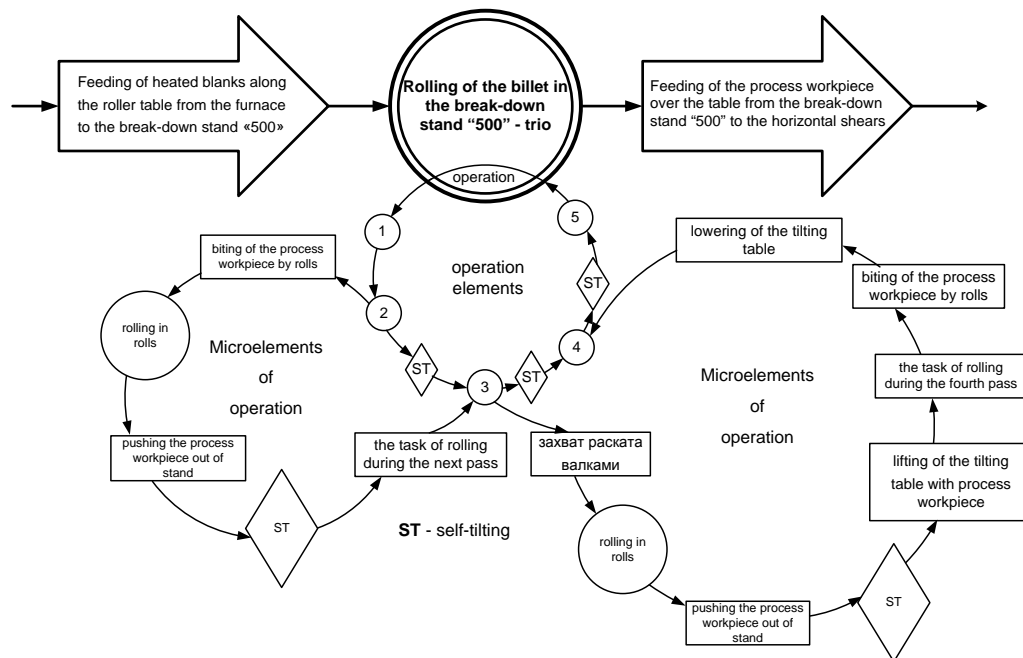 Feeding of heated blanks along
the roller table from the furnace
to the break-down stand «500»
Rolling of the billet in
the break-down
stand “500” - trio
Feeding of the process workpiece
over the table from the break-down
stand “500” to the horizontal shears
operation
1
5
biting of the process
workpiece by rolls
operation
elements
ST
lowering of the tilting
table
biting of the process
workpiece by rolls
rolling in
rolls
2
4
Microelements
of
operation
ST
3
ST
Microelements
of
operation
the task of rolling
during the fourth pass
pushing the process
workpiece out of
stand
the task of rolling
during the next pass
захват раската
валками
lifting of the tilting
table with process
workpiece
ST
ST - self-tilting
rolling in
rolls
pushing the process
workpiece out of
stand
ST